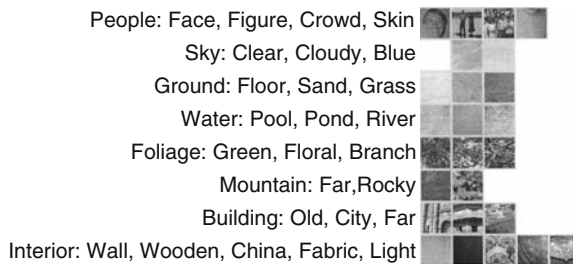 People: Face, Figure, Crowd, Skin
Sky: Clear, Cloudy, Blue
Ground: Floor, Sand, Grass
Water: Pool, Pond, River
Foliage: Green, Floral, Branch
Mountain: Far,Rocky
Building: Old, City, Far
Interior: Wall, Wooden, China, Fabric, Light